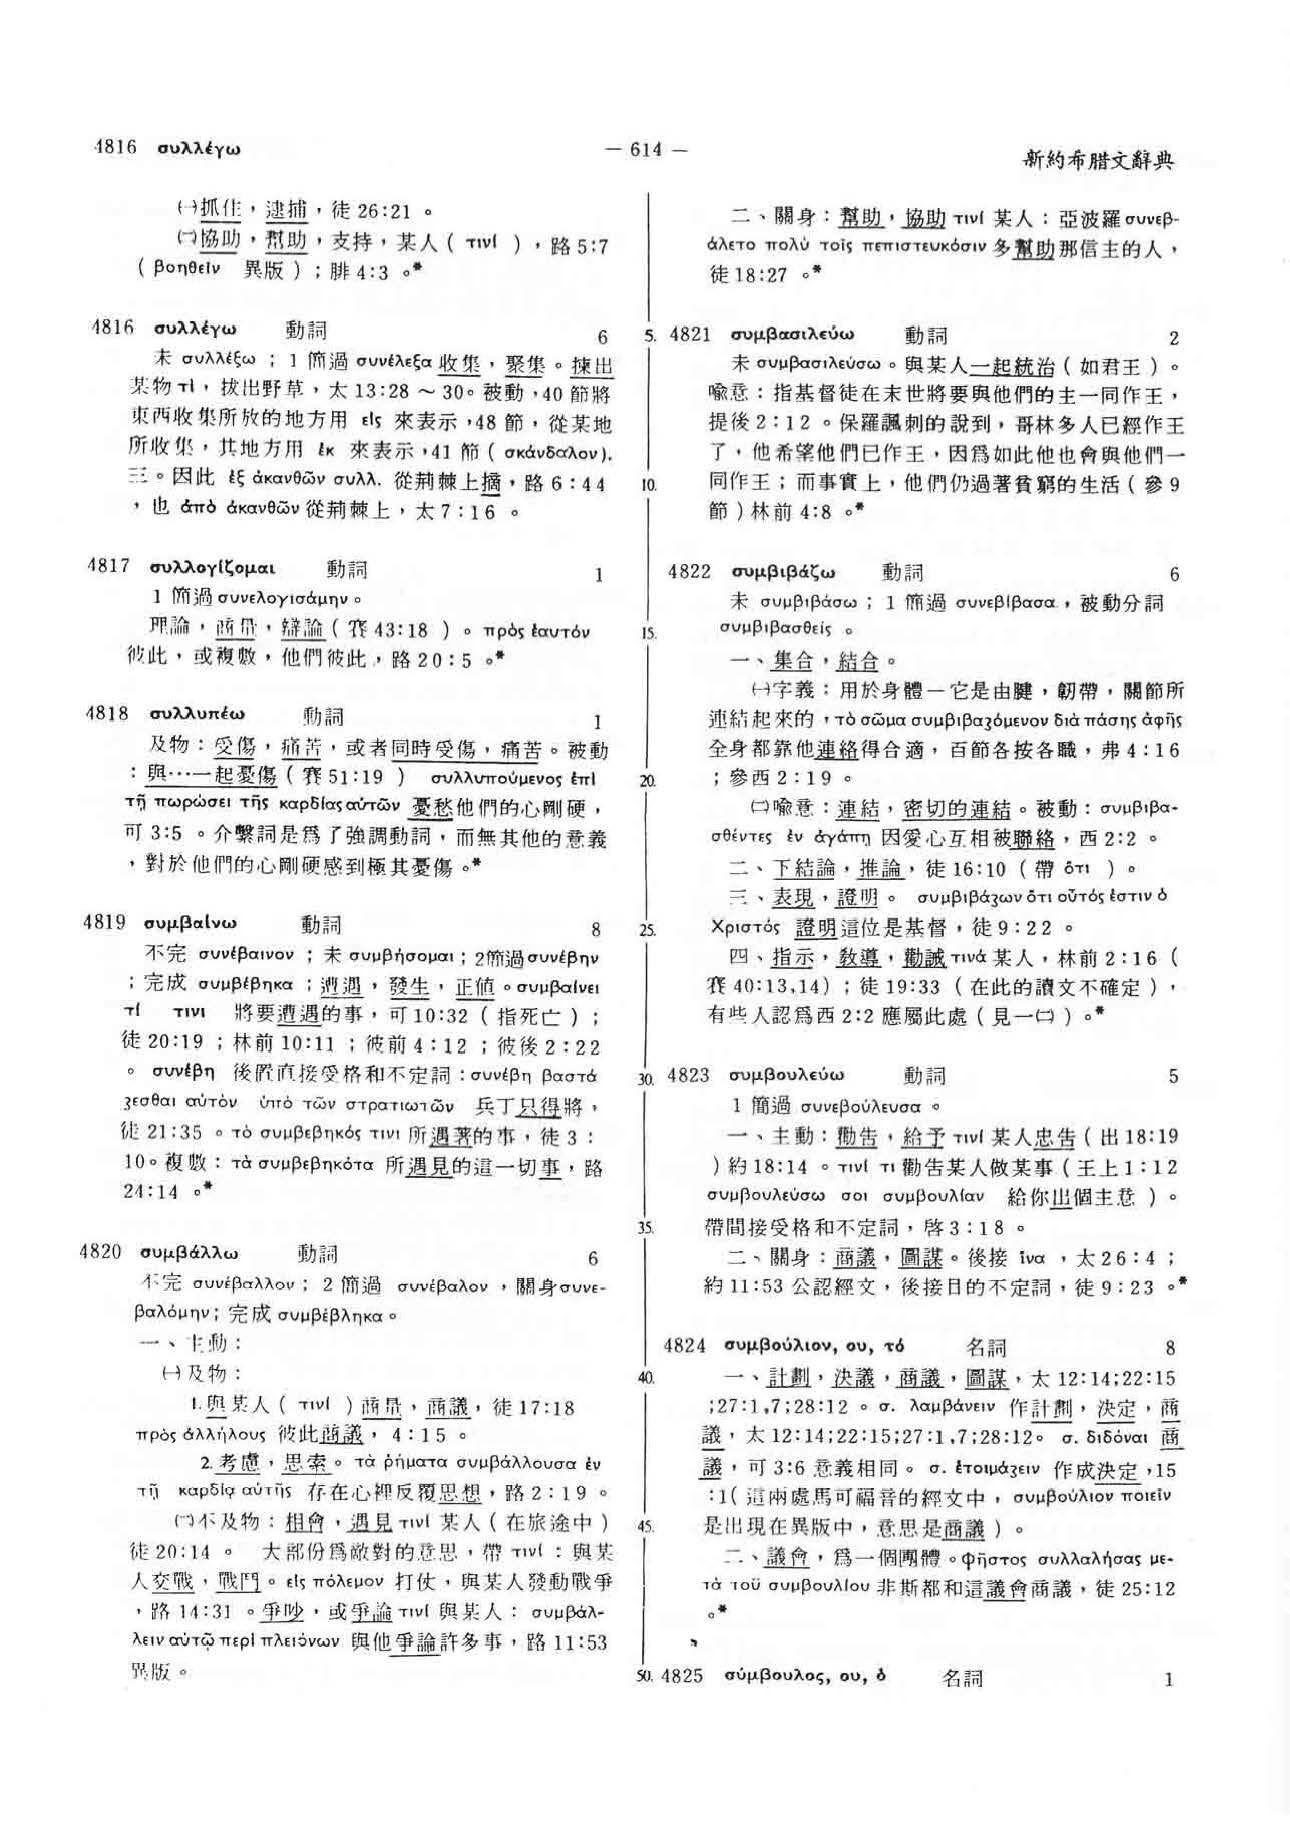 4816 συλλέγω
— 614 —
新約希腊文辭典
㈠抓住，逮捕，徒 26:21 。
㈡協助，幫助，支持，某人（ τινί ），路 5:7
（ βοηθεῖν 異版）；腓 4:3 。*
4816 συλλέγω 動詞 6
未 συλλέξω ；1 簡過 συνέλεξα 收集，聚集。揀出
某物 τί，拔出野草，太 13:28 ～ 30。被動，40 節將
東西收集所放的地方用 εἰς 來表示，48 節，從某地
所收集，其地方用 ἐκ 來表示，41 節（ σκάνδαλον).
三。因此 ἐξ ἀκανθῶν συλλ. 從荊棘上摘，路 6:44
，也 ἀπὸ ἀκανθῶν 從荊棘上，太 7:16 。
4817 συλλογίζομαι 動詞 1
1 簡過 συνελογισάμην。
理論，商量，辯論（賽 43:18 ）。πρὸς ἑαυτόν
彼此，或複數，他們彼此，路 20:5 。*
4818 συλλυπέω 動詞 1
及物：受傷，痛苦，或者同時受傷，痛苦。被動
：與…一起憂傷（賽 51:19 ） συλλυπούμενος ἐπὶ
τῇ πωρώσει τῆς καρδίας αὐτῶν 憂愁他們的心剛硬，
可 3:5 。介繫詞是爲了強調動詞，而無其他的意義
，對於他們的心剛硬感到極其憂傷。*
4819 συμβαίνω 動詞 8
不完 συνέβαινον ；未 συμβήσομαι；2簡過συνέβην
；完成 συμβέβηκα ；遭遇，發生，正值。συμβαίνει
τί τινι 將要遭遇的事，可10:32（指死亡）；
徒 20:19 ；林前 10:11 ；彼前 4:12 ；彼後 2:22
。 συνέβη 後置直接受格和不定詞：συνέβη βαστά
ζεσθαι αὐτόν ὑπὸ τῶν στρατιωτῶν 兵丁只得將，
徒 21:35 。τὸ συμβεβηκός τινι 所遇著的事，徒 3：
10。複數：τὰ συμβεβηκότα 所遇見的這一切事，路
24:14 。*
4820 συμβάλλω 動詞 6
不完 συνέβαλλον；2 簡過 συνέβαλον ，關身συνε-
βαλόμην；完成 συμβέβληκα。
一、主動：
㈠及物：
1.與某人（ τινί ）商量，商議，徒 17:18
πρὸς ἀλλήλους 彼此商議， 4:15 。
2.考慮，思索。τὰ ῥήματα συμβάλλουσα ἐν
τῇ καρδίᾳ αὐτῆς 存在心裡反覆思想，路 2:19 。
㈡不及物：相會，遇見 τινί 某人（在旅途中）
徒 20:14 。 大部份爲敵對的意思，帶 τινί：與某
人交戰，戰鬥。εἰς πόλεμον 打仗，與某人發動戰爭
，路 14:31 。爭吵，或爭論 τινί 與某人： συμβάλ-
λειν αὐτῷ περὶ πλειόνων 與他爭論許多事，路 11:53
異版。
二、關身：幫助，協助 τινί 某人：亞波羅 συνεβ-
άλετο πολὺ τοῖς πεπιστευκόσιν 多幫助那信主的人，
徒 18:27 。*
5. 4821 συμβασιλεύω 動詞 2
未 συμβασιλεύσω。與某人一起統治（如君王）。
喻意：指基督徒在末世將要與他們的主一同作王，
提後 2:12 。保羅諷刺的說到，哥林多人已經作王
了，他希望他們已作王，因爲如此他也會與他們一
10. 同作王；而事實上，他們仍過著貧窮的生活（參 9
節）林前 4:8 。*
4822 συμβιβάζω 動詞 6
未 συμβιβάσω；1 簡過 συνεβίβασα，被動分詞
15. συμβιβασθείς 。
一、集合，結合。
㈠字義：用於身體－它是由腱，韌帶，關節所
連結起來的，τὸ σῶμα συμβιβαζόμενον διὰ πάσης ἁφῆς
全身都靠他連絡得合適，百節各按各職，弗 4:16
20. ；參西 2:19 。
㈡喻意：連結，密切的連結。被動：συμβιβα-
σθέντες ἐν ἀγάπῃ 因愛心互相被聯絡，西 2:2 。
二、下結論，推論，徒 16:10（帶 ὅτι ）。
三、表現，證明。 συμβιβάζων ὅτι οὗτός ἐστιν ὁ
25. Χριστός 證明這位是基督，徒 9:22 。
四、指示，敎導，勸誡 τινά 某人，林前 2:16（
賽 40:13,14)；徒 19:33（在此的讀文不確定），
有些人認爲西 2:2 應屬此處（見一㈡）。*
30. 4823 συμβουλεύω 動詞 5
1 簡過 συνεβούλευσα 。
一、主動：勸告，給予 τινί 某人忠告（出 18:19
）約 18:14 。τινί τι 勸告某人做某事（王上 1:12
συμβουλεύσω σοι συμβουλίαν 給你出個主意）。
35. 帶間接受格和不定詞，啓 3:18 。
二、關身：商議，圖謀。後接 ἵνα ，太 26:4；
約 11:53 公認經文，後接目的不定詞，徒 9:23 。*
4824 συμβούλιον, ου, τό 名詞 8
40. 一、計劃，決議，商議，圖謀，太 12:14;22:15
;27:1,7;28:12 。σ. λαμβάνειν 作計劃，決定，商
議，太 12:14;22:15;27:1,7;28:12。 σ. διδόναι 商
議，可 3:6 意義相同。 σ. ἑτοιμάζειν 作成決定，15
:1（這兩處馬可福音的經文中， συμβούλιον ποιεῖν
45. 是出現在異版中，意思是商議）。
二、議會，爲一個團體。Φῆστος συλλαλήσας με-
τὰ τοῦ συμβουλίου 非斯都和這議會商議，徒 25:12
。*
50. 4825 σύμβουλος, ου, ὁ 名詞 1